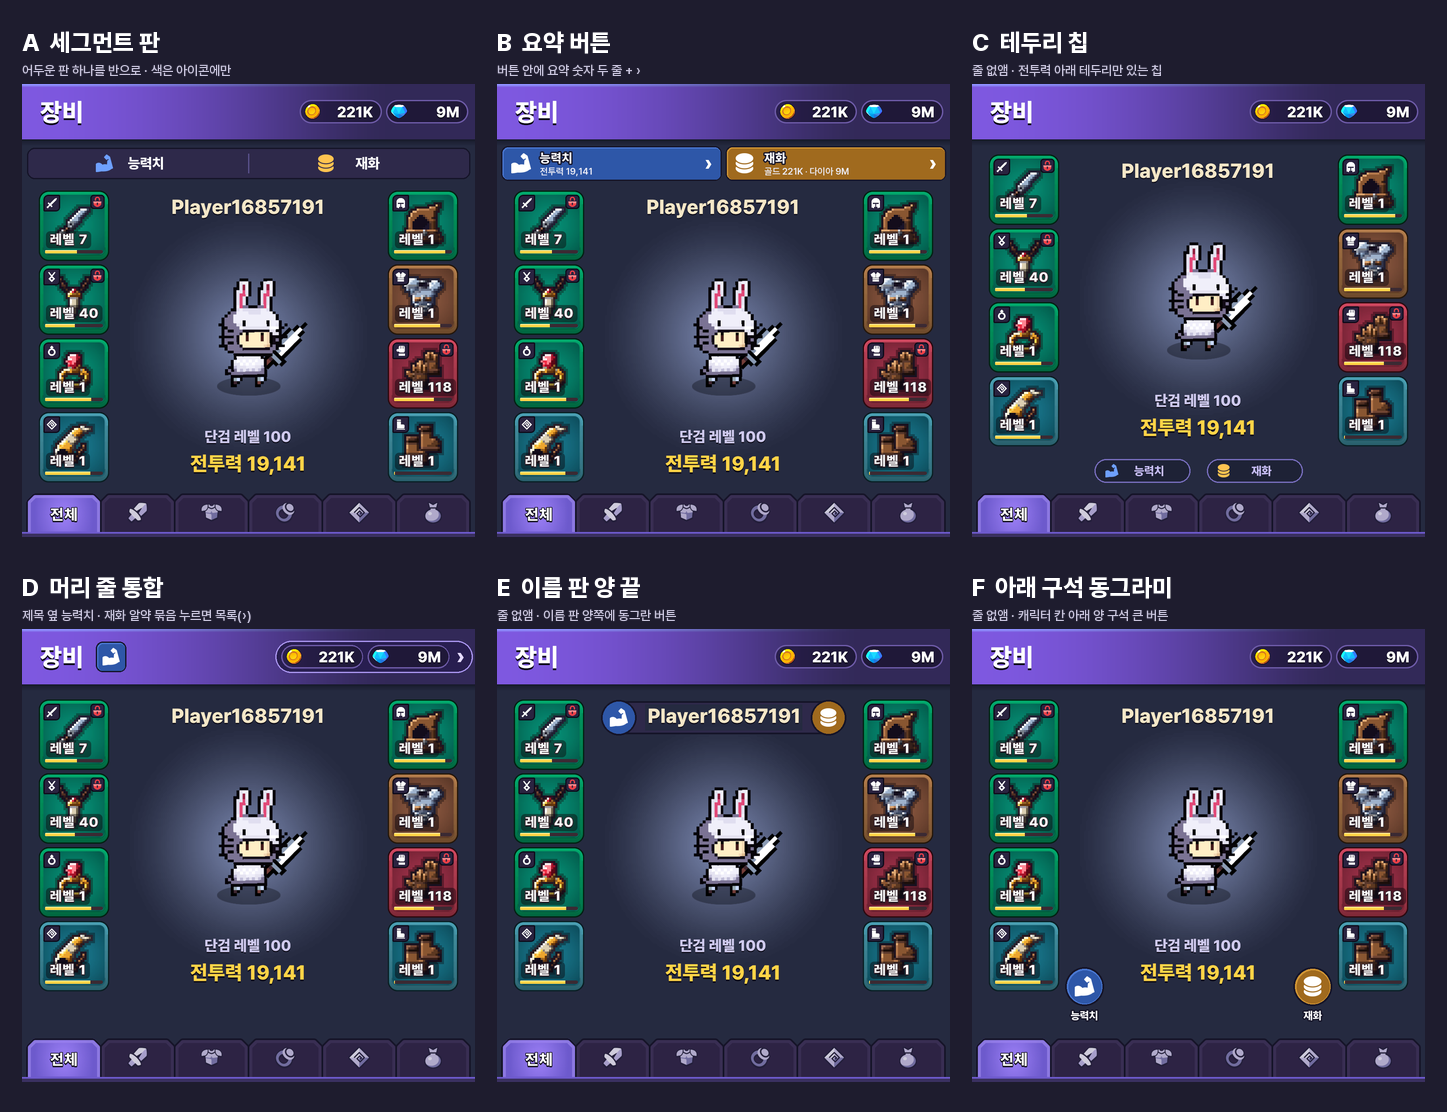 A 세그먼트 판
어두운 판 하나를 반으로 · 색은 아이콘에만
장비
221K
9M
능력치
재화
Player16857191
레벨 7
레벨 40
레벨 1
레벨 1
레벨 1
레벨 1
레벨 118
레벨 1
단검 레벨 100
전투력 19,141
전체
B 요약 버튼
버튼 안에 요약 숫자 두 줄 + ›
장비
221K
9M
능력치
전투력 19,141
›
재화
골드 221K · 다이아 9M
›
Player16857191
레벨 7
레벨 40
레벨 1
레벨 1
레벨 1
레벨 1
레벨 118
레벨 1
단검 레벨 100
전투력 19,141
전체
C 테두리 칩
줄 없앰 · 전투력 아래 테두리만 있는 칩
장비
221K
9M
Player16857191
레벨 7
레벨 40
레벨 1
레벨 1
레벨 1
레벨 1
레벨 118
레벨 1
단검 레벨 100
전투력 19,141
능력치
재화
전체
D 머리 줄 통합
제목 옆 능력치 · 재화 알약 묶음 누르면 목록(›)
장비
221K
9M
›
Player16857191
레벨 7
레벨 40
레벨 1
레벨 1
레벨 1
레벨 1
레벨 118
레벨 1
단검 레벨 100
전투력 19,141
전체
E 이름 판 양 끝
줄 없앰 · 이름 판 양쪽에 동그란 버튼
장비
221K
9M
Player16857191
레벨 7
레벨 40
레벨 1
레벨 1
레벨 1
레벨 1
레벨 118
레벨 1
단검 레벨 100
전투력 19,141
전체
F 아래 구석 동그라미
줄 없앰 · 캐릭터 칸 아래 양 구석 큰 버튼
장비
221K
9M
Player16857191
레벨 7
레벨 40
레벨 1
레벨 1
레벨 1
레벨 1
레벨 118
레벨 1
단검 레벨 100
전투력 19,141
능력치
재화
전체